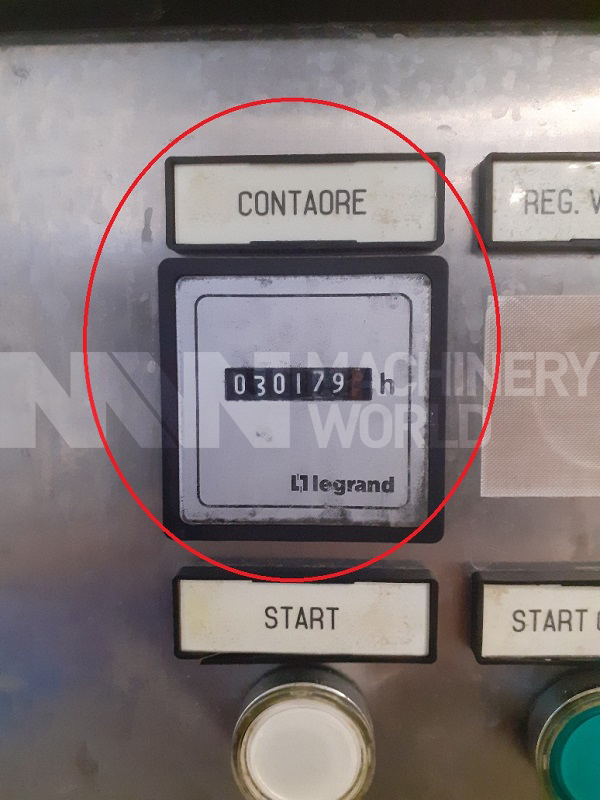 CONTAORE
REG. V
030179 h
MACHINERY
WORLD
legrand
START
START